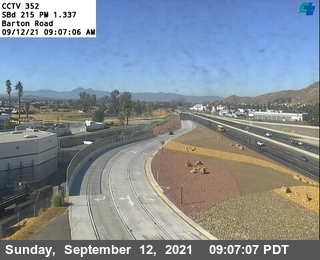 CCTV 352
SBd 215 PM 1.337
Barton Road
09/12/21 09:07:06 AM
Sunday, September 12, 2021 09:07:07 PDT